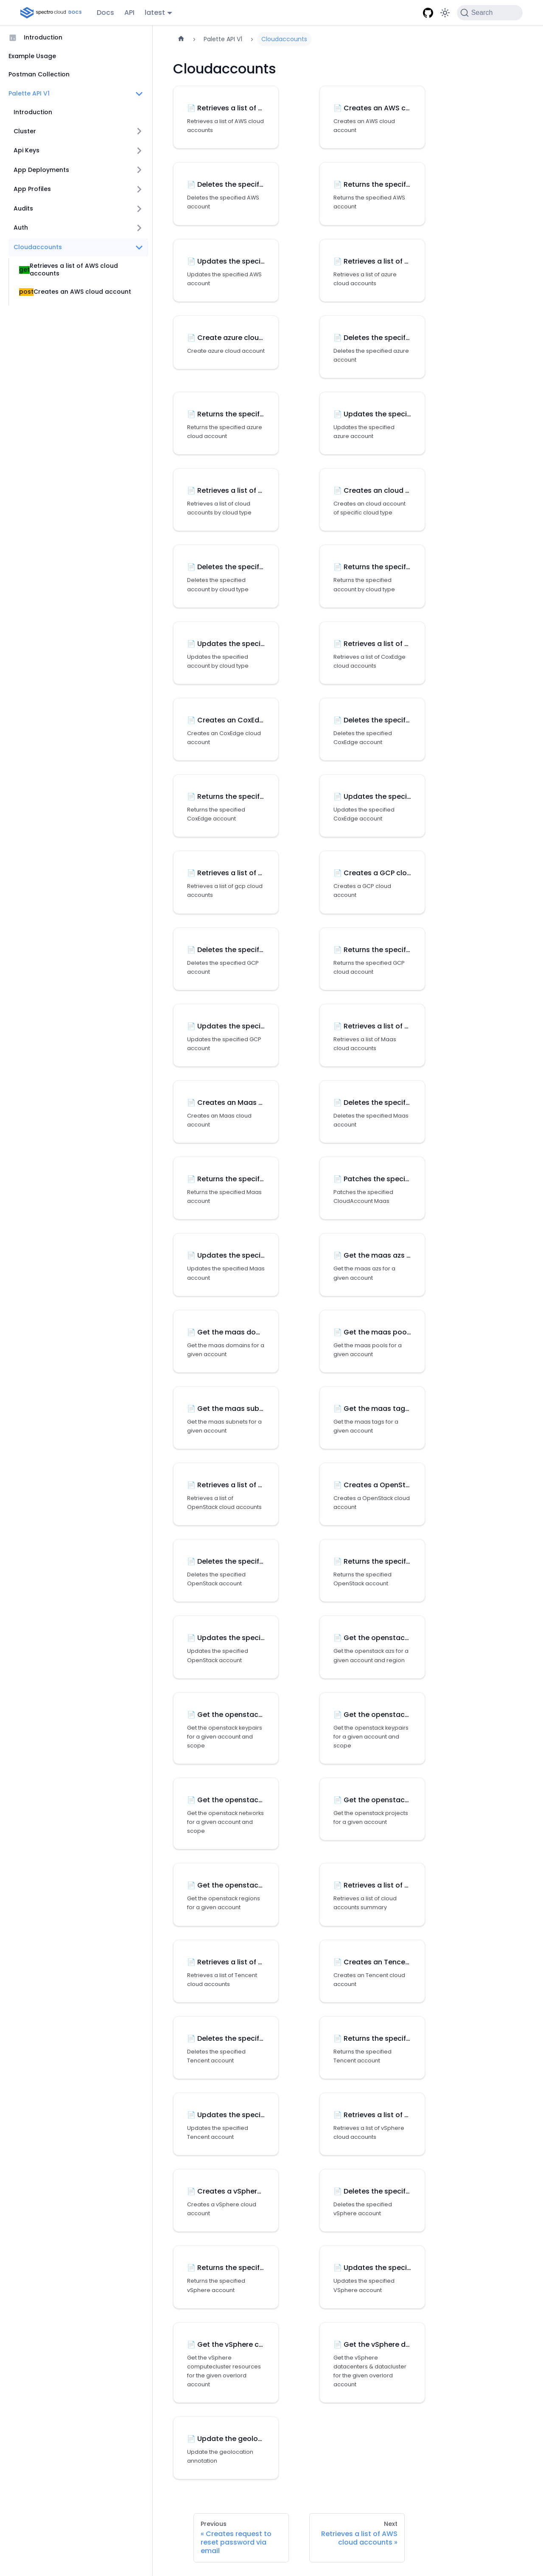 spectro cloud DOCS
Docs
API
latest
Search
Introduction
Example Usage
Postman Collection
Palette API V1
Introduction
Cluster
Api Keys
App Deployments
App Profiles
Audits
Auth
Cloudaccounts
get
Retrieves a list of AWS cloud
accounts
post
Creates an AWS cloud account
Palette API V1
Cloudaccounts
Cloudaccounts
Retrieves a list of ...
Retrieves a list of AWS cloud
accounts
Creates an AWS c...
Creates an AWS cloud
account
Deletes the specif...
Deletes the specified AWS
account
Returns the specif...
Returns the specified AWS
account
Updates the speci...
Updates the specified AWS
account
Retrieves a list of ...
Retrieves a list of azure
cloud accounts
Create azure clou...
Create azure cloud account
Deletes the specif...
Deletes the specified azure
account
Returns the specif...
Returns the specified azure
cloud account
Updates the speci...
Updates the specified
azure account
Retrieves a list of ...
Retrieves a list of cloud
accounts by cloud type
Creates an cloud ...
Creates an cloud account
of specific cloud type
Deletes the specif...
Deletes the specified
account by cloud type
Returns the specif...
Returns the specified
account by cloud type
Updates the speci...
Updates the specified
account by cloud type
Retrieves a list of ...
Retrieves a list of CoxEdge
cloud accounts
Creates an CoxEd...
Creates an CoxEdge cloud
account
Deletes the specif...
Deletes the specified
CoxEdge account
Returns the specif...
Returns the specified
CoxEdge account
Updates the speci...
Updates the specified
CoxEdge account
Retrieves a list of ...
Retrieves a list of gcp cloud
accounts
Creates a GCP clo...
Creates a GCP cloud
account
Deletes the specif...
Deletes the specified GCP
account
Returns the specif...
Returns the specified GCP
cloud account
Updates the speci...
Updates the specified GCP
account
Retrieves a list of ...
Retrieves a list of Maas
cloud accounts
Creates an Maas ...
Creates an Maas cloud
account
Deletes the specif...
Deletes the specified Maas
account
Returns the specif...
Returns the specified Maas
account
Patches the speci...
Patches the specified
CloudAccount Maas
Updates the speci...
Updates the specified Maas
account
Get the maas azs ...
Get the maas azs for a
given account
Get the maas do...
Get the maas domains for a
given account
Get the maas poo...
Get the maas pools for a
given account
Get the maas sub...
Get the maas subnets for a
given account
Get the maas tag...
Get the maas tags for a
given account
Retrieves a list of ...
Retrieves a list of
OpenStack cloud accounts
Creates a OpenSt...
Creates a OpenStack cloud
account
Deletes the specif...
Deletes the specified
OpenStack account
Returns the specif...
Returns the specified
OpenStack account
Updates the speci...
Updates the specified
OpenStack account
Get the openstac...
Get the openstack azs for a
given account and region
Get the openstac...
Get the openstack keypairs
for a given account and
scope
Get the openstac...
Get the openstack keypairs
for a given account and
scope
Get the openstac...
Get the openstack networks
for a given account and
scope
Get the openstac...
Get the openstack projects
for a given account
Get the openstac...
Get the openstack regions
for a given account
Retrieves a list of ...
Retrieves a list of cloud
accounts summary
Retrieves a list of ...
Retrieves a list of Tencent
cloud accounts
Creates an Tence...
Creates an Tencent cloud
account
Deletes the specif...
Deletes the specified
Tencent account
Returns the specif...
Returns the specified
Tencent account
Updates the speci...
Updates the specified
Tencent account
Retrieves a list of ...
Retrieves a list of vSphere
cloud accounts
Creates a vSpher...
Creates a vSphere cloud
account
Deletes the specif...
Deletes the specified
vSphere account
Returns the specif...
Returns the specified
vSphere account
Updates the speci...
Updates the specified
VSphere account
Get the vSphere c...
Get the vSphere
computecluster resources
for the given overlord
account
Get the vSphere d...
Get the vSphere
datacenters & datacluster
for the given overlord
account
Update the geolo...
Update the geolocation
annotation
Previous
« Creates request to
reset password via
email
Next
Retrieves a list of AWS
cloud accounts »